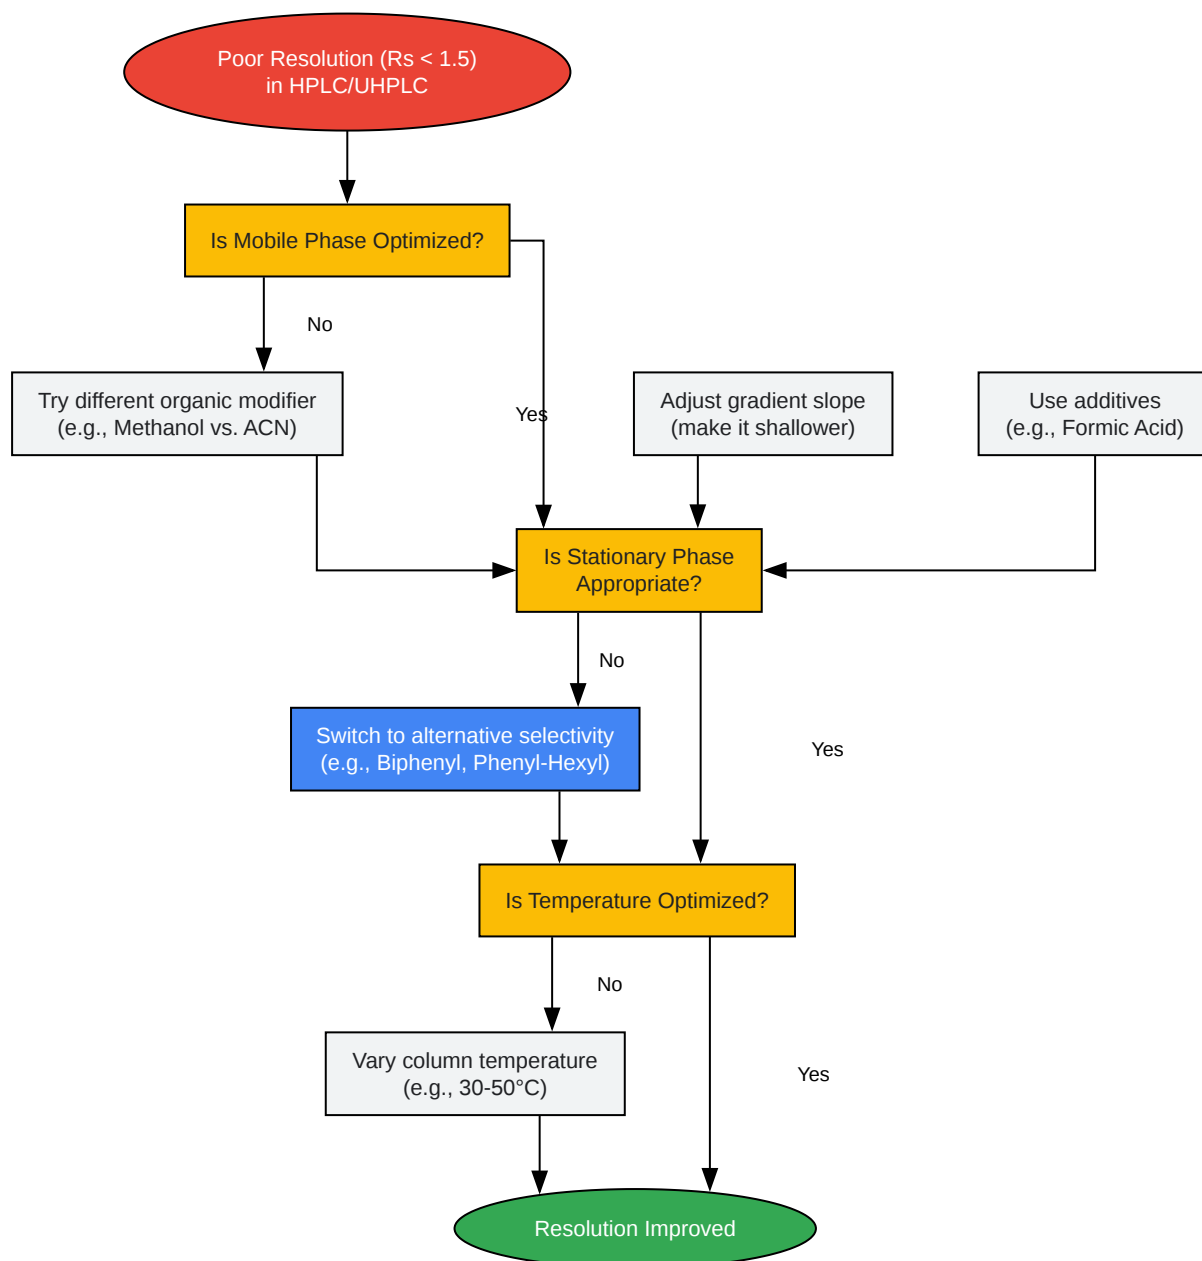 Poor Resolution (Rs < 1.5)
in HPLC/UHPLC
Is Mobile Phase Optimized?
No
Try different organic modifier
(e.g., Methanol vs. ACN)
Yes
Adjust gradient slope
(make it shallower)
Use additives
(e.g., Formic Acid)
Is Stationary Phase
Appropriate?
No
Switch to alternative selectivity
(e.g., Biphenyl, Phenyl-Hexyl)
Yes
Is Temperature Optimized?
No
Vary column temperature
(e.g., 30-50°C)
Yes
Resolution Improved